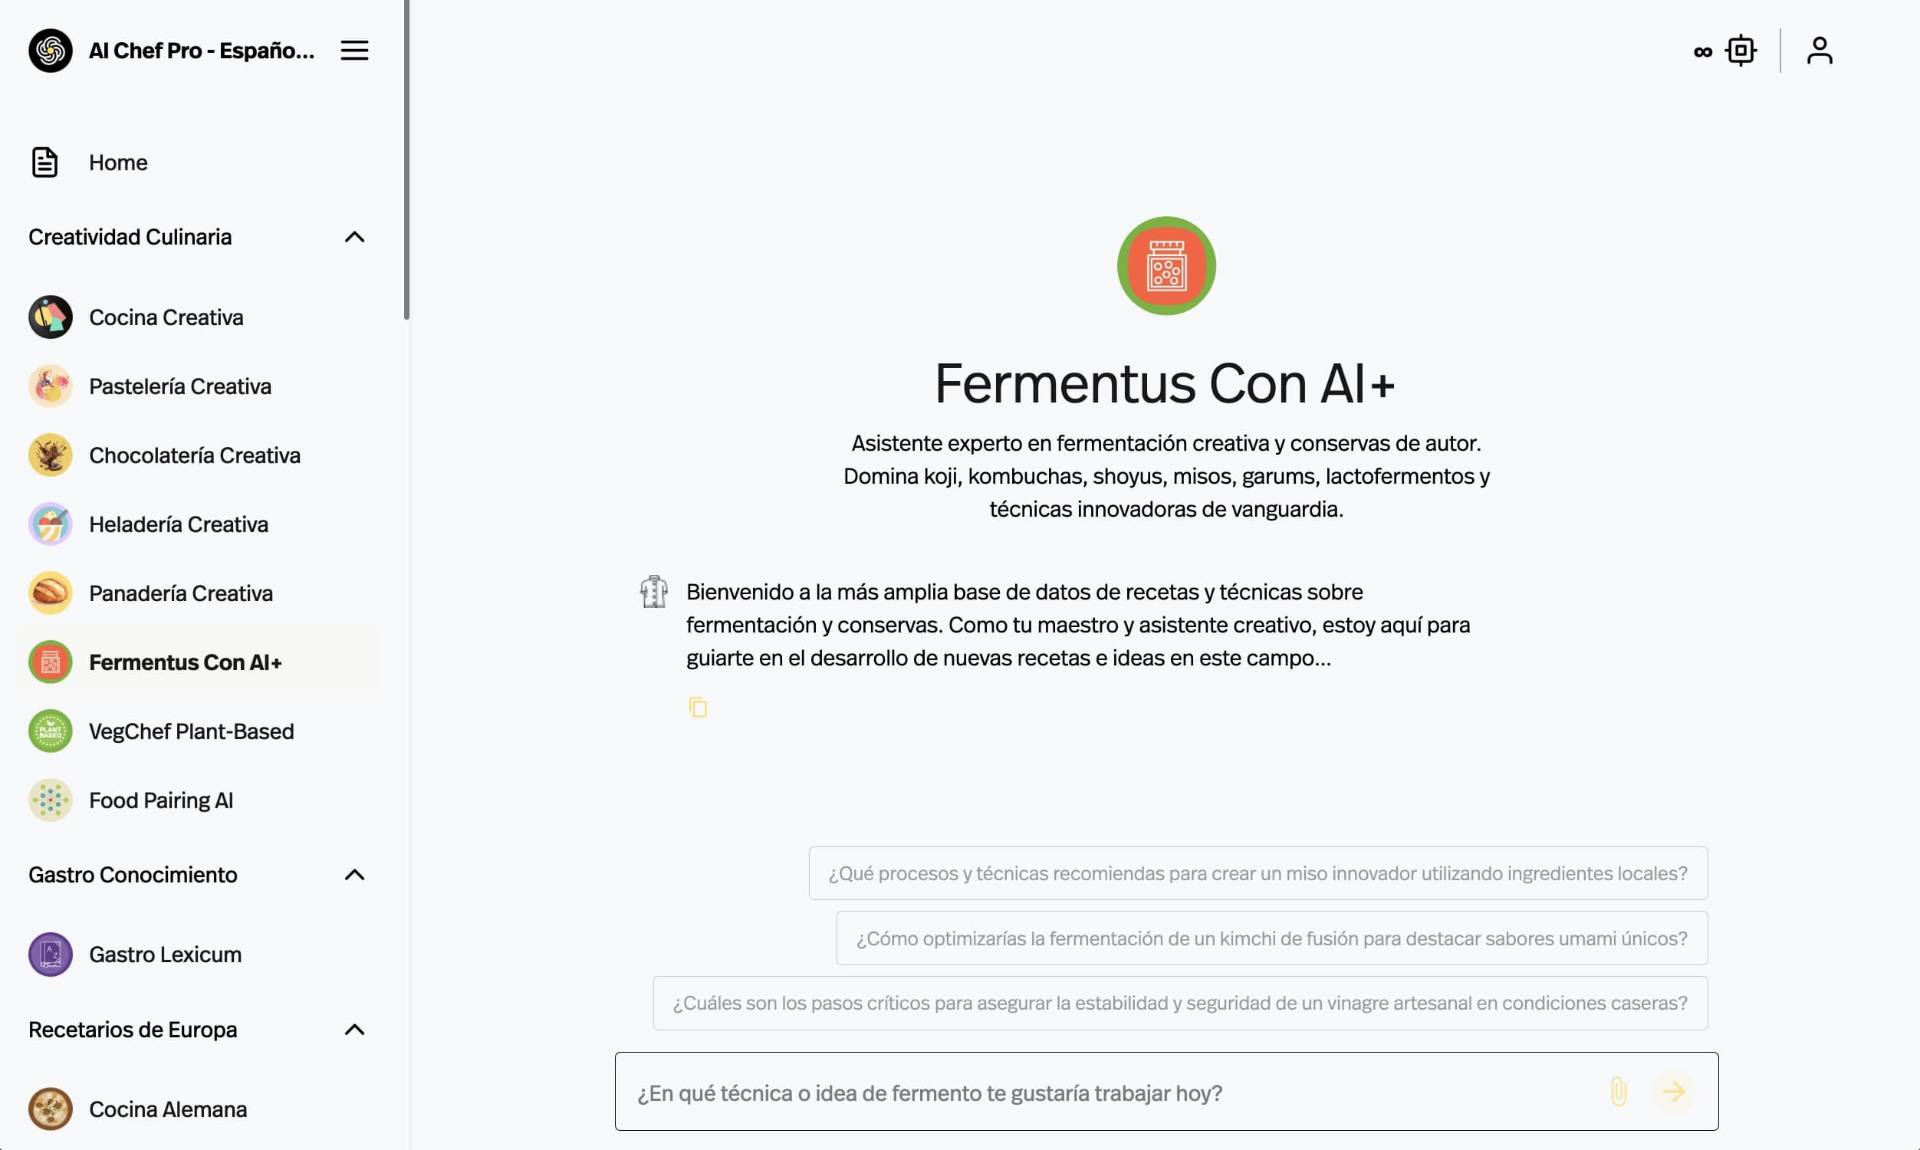 AI Chef Pro - Españo...
∞
Home
Creatividad Culinaria
Cocina Creativa
Pastelería Creativa
Chocolatería Creativa
Heladería Creativa
Panadería Creativa
Fermentus Con AI+
PLANT BASED
VegChef Plant-Based
Food Pairing AI
Gastro Conocimiento
A Z
Gastro Lexicum
Recetarios de Europa
Cocina Alemana
Fermentus Con AI+
Asistente experto en fermentación creativa y conservas de autor.
Domina koji, kombuchas, shoyus, misos, garums, lactofermentos y
técnicas innovadoras de vanguardia.
Bienvenido a la más amplia base de datos de recetas y técnicas sobre
fermentación y conservas. Como tu maestro y asistente creativo, estoy aquí para
guiarte en el desarrollo de nuevas recetas e ideas en este campo...
¿Qué procesos y técnicas recomiendas para crear un miso innovador utilizando ingredientes locales?
¿Cómo optimizarías la fermentación de un kimchi de fusión para destacar sabores umami únicos?
¿Cuáles son los pasos críticos para asegurar la estabilidad y seguridad de un vinagre artesanal en condiciones caseras?
¿En qué técnica o idea de fermento te gustaría trabajar hoy?